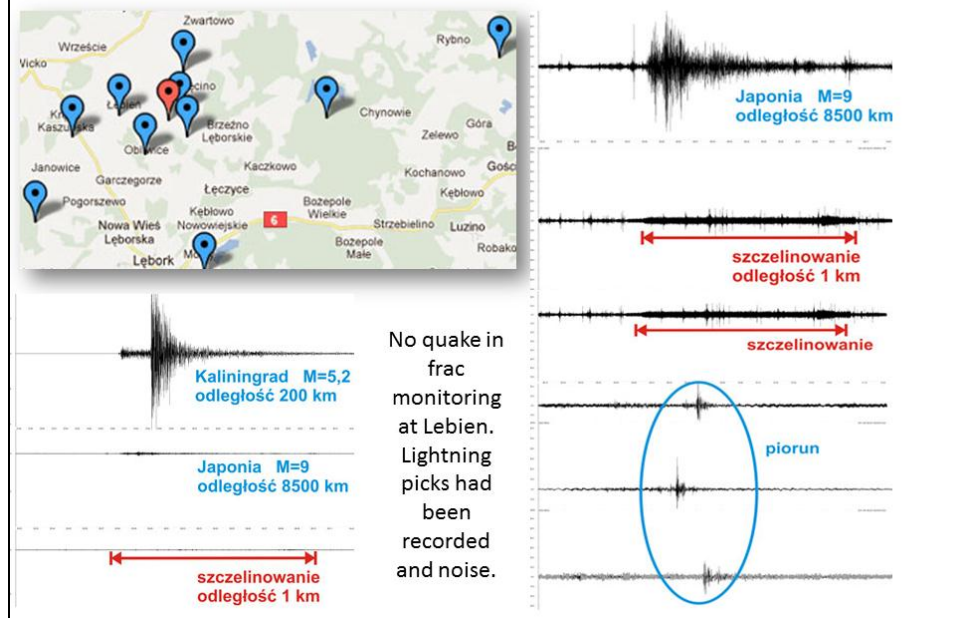 Zwartowo
Wrzeście
Rybno
Wicko
Łebień
Chynowie
Kaszubska
Brzeźno
Lęborskie
Góra
Zelewo
Janowice
Kaczkowo
Kochanowo
Garczegorze
Łęczyce
Kębłowo
Pogorszewo
Bożepole
Wielkie
Kębłowo
Nowowiejskie
6
Nowa Wieś
Lęborska
Strzebielino
Luzino
Bożepole
Małe
Lębork
Japonia M=9
odległość 8500 km
szczelinowanie
odległość 1 km
szczelinowanie
Kaliningrad M=5,2
odległość 200 km
Japonia M=9
odległość 8500 km
szczelinowanie
odległość 1 km
No quake in
frac
monitoring
at Lebien.
Lightning
picks had
been
recorded
and noise.
piorun